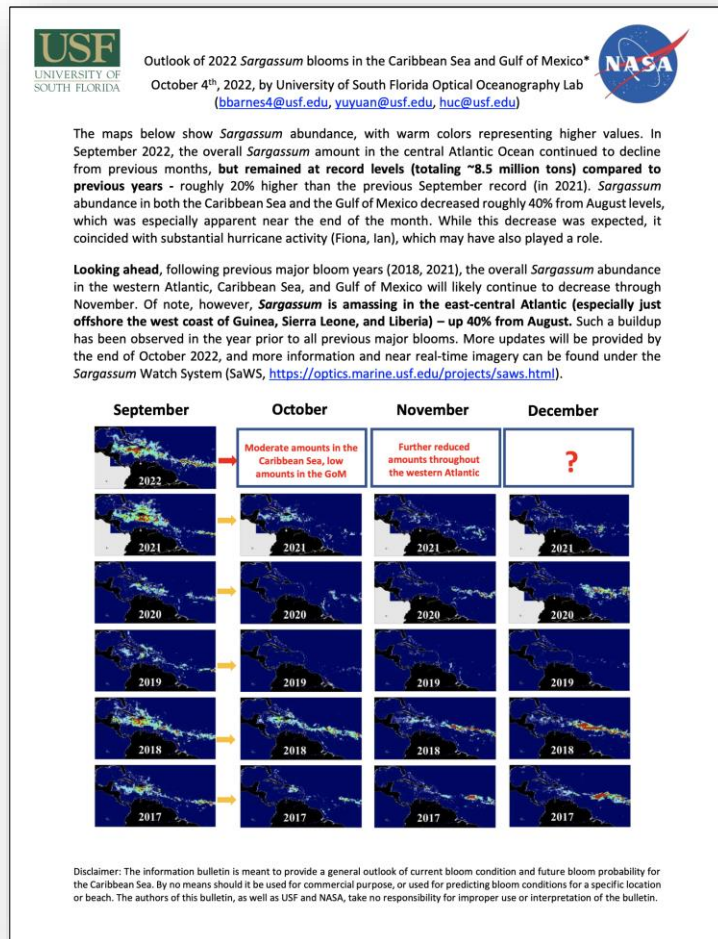 USF
UNIVERSITY OF
SOUTH FLORIDA
Outlook of 2022 Sargassum blooms in the Caribbean Sea and Gulf of Mexico*
October 4th, 2022, by University of South Florida Optical Oceanography Lab
(bbarnes4@usf.edu, yuyuan@usf.edu, huc@usf.edu)
NASA
The maps below show Sargassum abundance, with warm colors representing higher values. In
September 2022, the overall Sargassum amount in the central Atlantic Ocean continued to decline
from previous months, but remained at record levels (totaling ~8.5 million tons) compared to
previous years - roughly 20% higher than the previous September record (in 2021). Sargassum
abundance in both the Caribbean Sea and the Gulf of Mexico decreased roughly 40% from August levels,
which was especially apparent near the end of the month. While this decrease was expected, it
coincided with substantial hurricane activity (Fiona, Ian), which may have also played a role.
Looking ahead, following previous major bloom years (2018, 2021), the overall Sargassum abundance
in the western Atlantic, Caribbean Sea, and Gulf of Mexico will likely continue to decrease through
November. Of note, however, Sargassum is amassing in the east-central Atlantic (especially just
offshore the west coast of Guinea, Sierra Leone, and Liberia) – up 40% from August. Such a buildup
has been observed in the year prior to all previous major blooms. More updates will be provided by
the end of October 2022, and more information and near real-time imagery can be found under the
Sargassum Watch System (SaWS, https://optics.marine.usf.edu/projects/saws.html).
September October November December
2022
Moderate amounts in the
Caribbean Sea, low
amounts in the GoM
Further reduced
amounts throughout
the western Atlantic
?
2021 2021 2021 2021
2020 2020 2020 2020
2019 2019 2019 2019
2018 2018 2018 2018
2017 2017 2017 2017
Disclaimer: The information bulletin is meant to provide a general outlook of current bloom condition and future bloom probability for
the Caribbean Sea. By no means should it be used for commercial purpose, or used for predicting bloom conditions for a specific location
or beach. The authors of this bulletin, as well as USF and NASA, take no responsibility for improper use or interpretation of the bulletin.